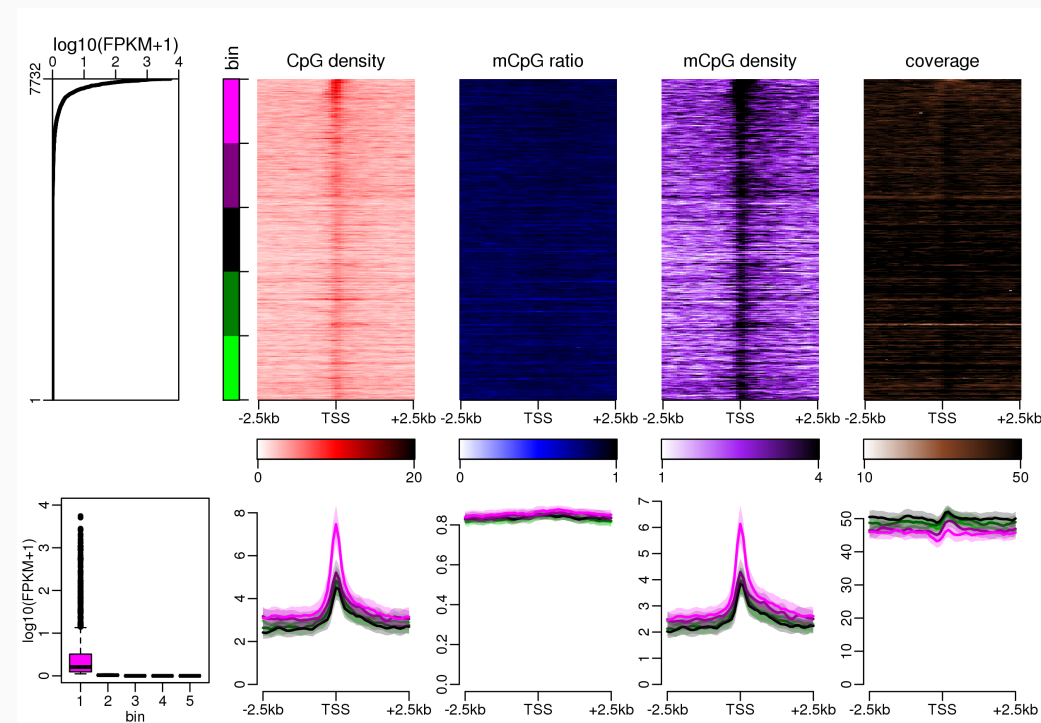 log10(FPKM+1)
0 1 2 3 4
7732
1
bin
CpG density
mCpG ratio
mCpG density
coverage
-2.5kb TSS +2.5kb
-2.5kb TSS +2.5kb
-2.5kb TSS +2.5kb
-2.5kb TSS +2.5kb
0 20
0 1
1 4
10 50
log10(FPKM+1)
4
3
2
1
0
1 2 3 4 5
bin
8
6
4
2
0
-2.5kb TSS +2.5kb
0.8
0.6
0.4
0.2
0.0
-2.5kb TSS +2.5kb
7
6
5
4
3
2
1
0
-2.5kb TSS +2.5kb
50
40
30
20
10
0
-2.5kb TSS +2.5kb